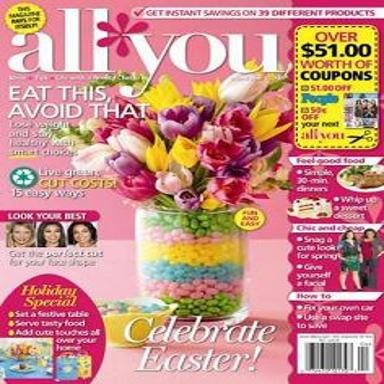 THIS
MAGAZINE
PAYS FOR
ITSELF!
GET INSTANT SAVINGS ON 39 DIFFERENT PRODUCTS
all*you
EAT THIS,
AVOID THAT
Lose weight
and stay
healthy with
smart choices
Live green,
CUT COSTS!
15 easy ways
LOOK YOUR BEST
Get the perfect cut
for your face shape
Holiday
Special
Set a festive table
Serve tasty food
Add cute touches all
over your
home
FUN
AND
EASY
Celebrate
Easter!
OVER
$51.00
WORTH OF
COUPONS
$1.00 OFF
People
50¢
OFF
your next
all you
Feel-good food
Simple,
30-min.
dinners
Whip up
a sweet
dessert
Chic and cheap
Snag a
cute look
for spring
Give
yourself
a facial
How to
Fix your own car
Use a swap site
to save